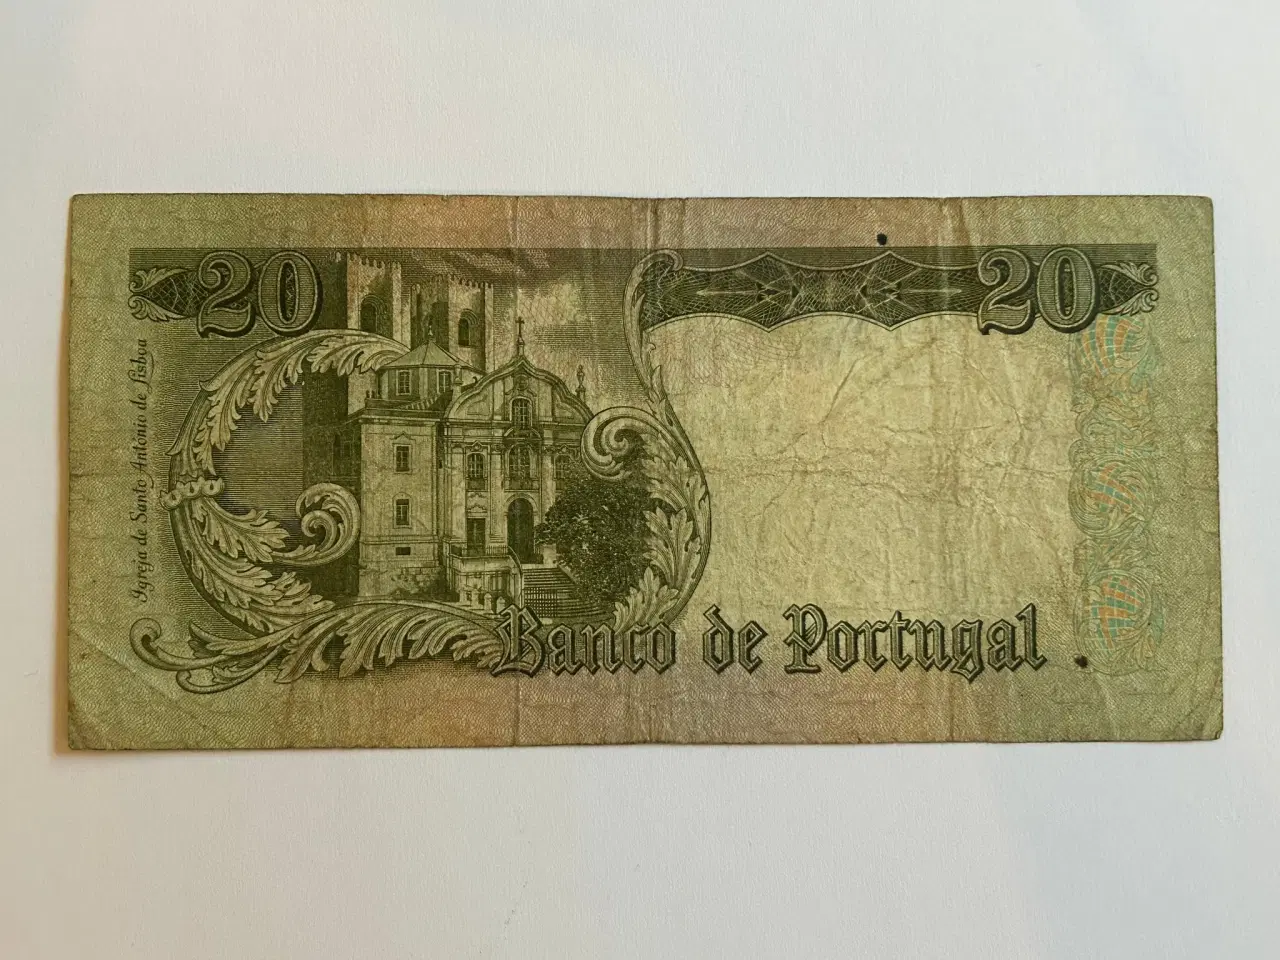 20
20
Igreja de Santo António de Lisboa
Banco de Portugal